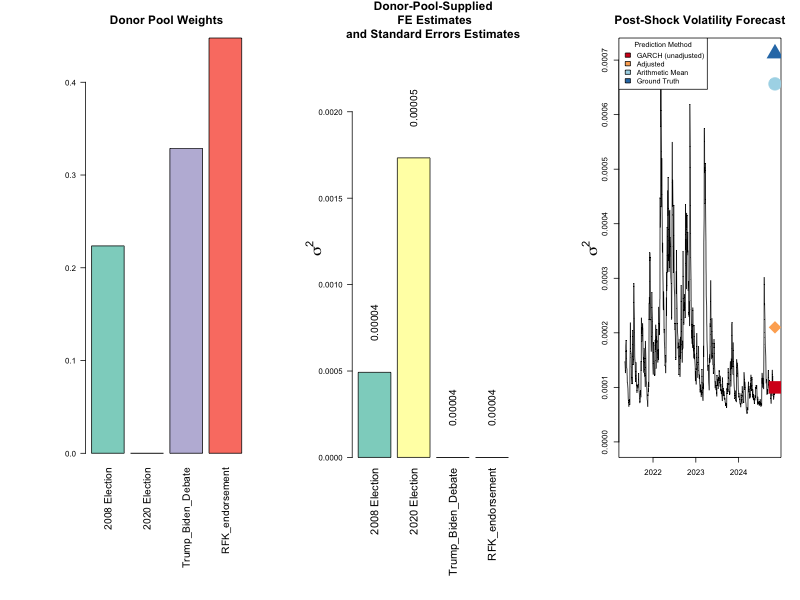 Donor Pool Weights
0.4
0.3
0.2
0.1
0.0
2008 Election
2020 Election
Trump_Biden_Debate
RFK_endorsement
Donor-Pool-Supplied
FE Estimates
and Standard Errors Estimates
σ²
0.0020
0.0015
0.0010
0.0005
0.0000
0.00004
0.00005
0.00004
0.00004
2008 Election
2020 Election
Trump_Biden_Debate
RFK_endorsement
Post-Shock Volatility Forecast
σ²
0.0007
0.0006
0.0005
0.0004
0.0003
0.0002
0.0001
0.0000
Prediction Method
GARCH (unadjusted)
Adjusted
Arithmetic Mean
Ground Truth
2022
2023
2024